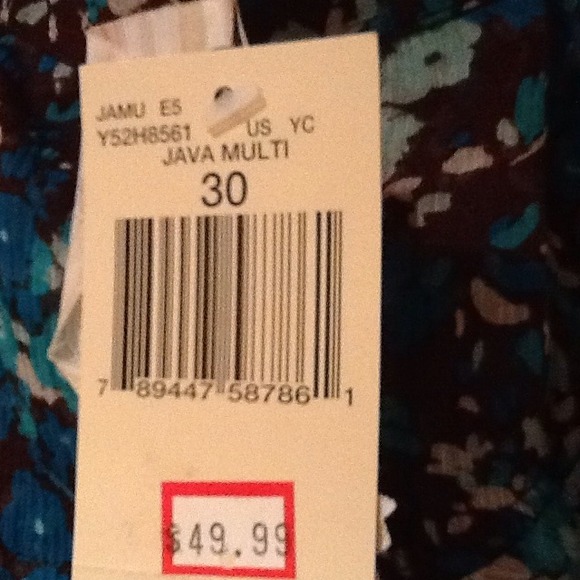 JAMU E5
Y52H8561 US YC
JAVA MULTI
30
7 89447 58786 1
$49.99